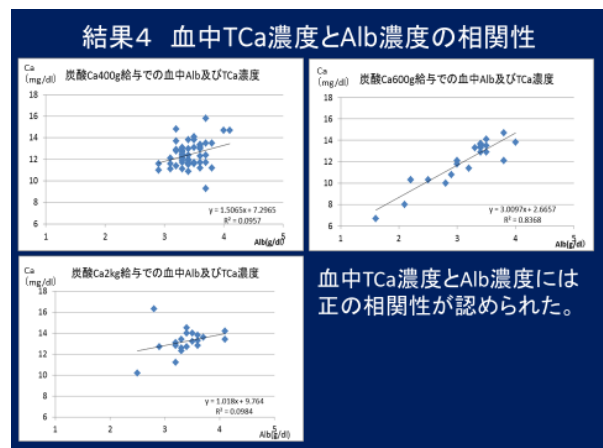 結果４　血中TCa濃度とAlb濃度の相関性
Ca
(mg/dl)
炭酸Ca400g給与での血中Alb及びTCa濃度
18
16
14
12
10
8
6
y = 1.5065x + 7.2965
R² = 0.0957
1 2 3 4 5
Alb(g/dl)
Ca
(mg/dl)
炭酸Ca600g給与での血中Alb及びTCa濃度
18
16
14
12
10
8
6
y = 3.0097x + 2.6657
R² = 0.8368
1 2 3 4 5
Alb(g/dl)
Ca
(mg/dl)
炭酸Ca2kg給与での血中Alb及びTCa濃度
18
16
14
12
10
8
6
y = 1.018x + 9.764
R² = 0.0984
1 2 3 4 5
Alb(g/dl)
血中TCa濃度とAlb濃度には
正の相関性が認められた。